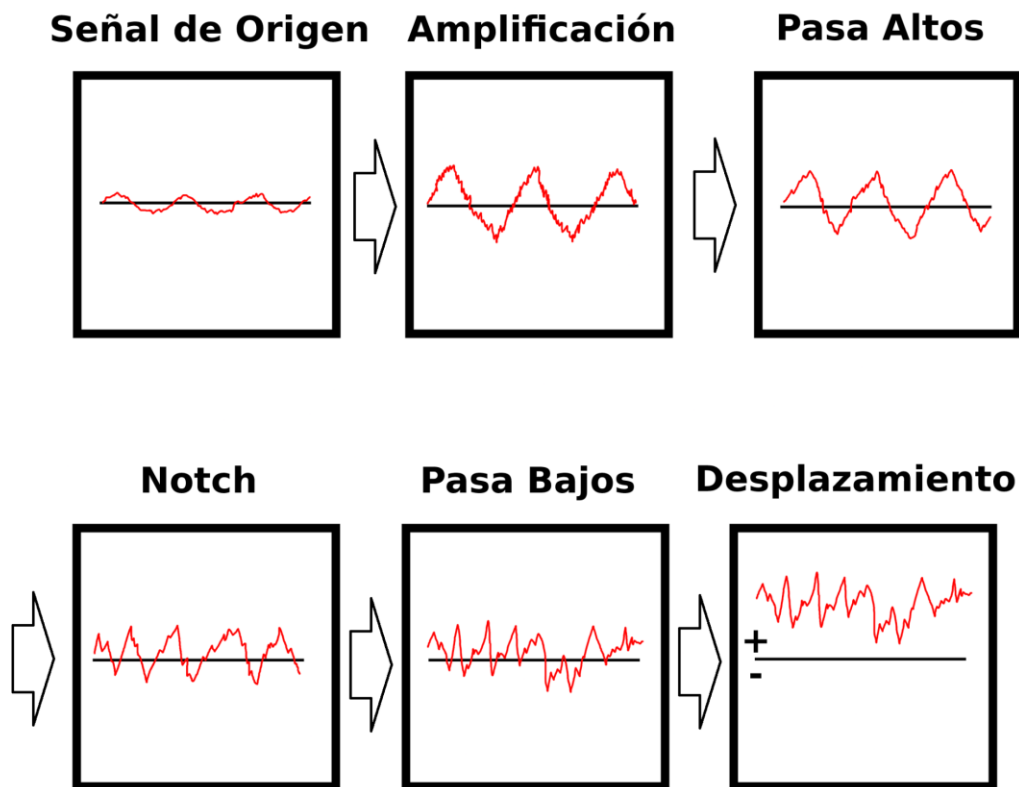 Señal de Origen
Amplificación
Pasa Altos
Notch
Pasa Bajos
Desplazamiento
+
-